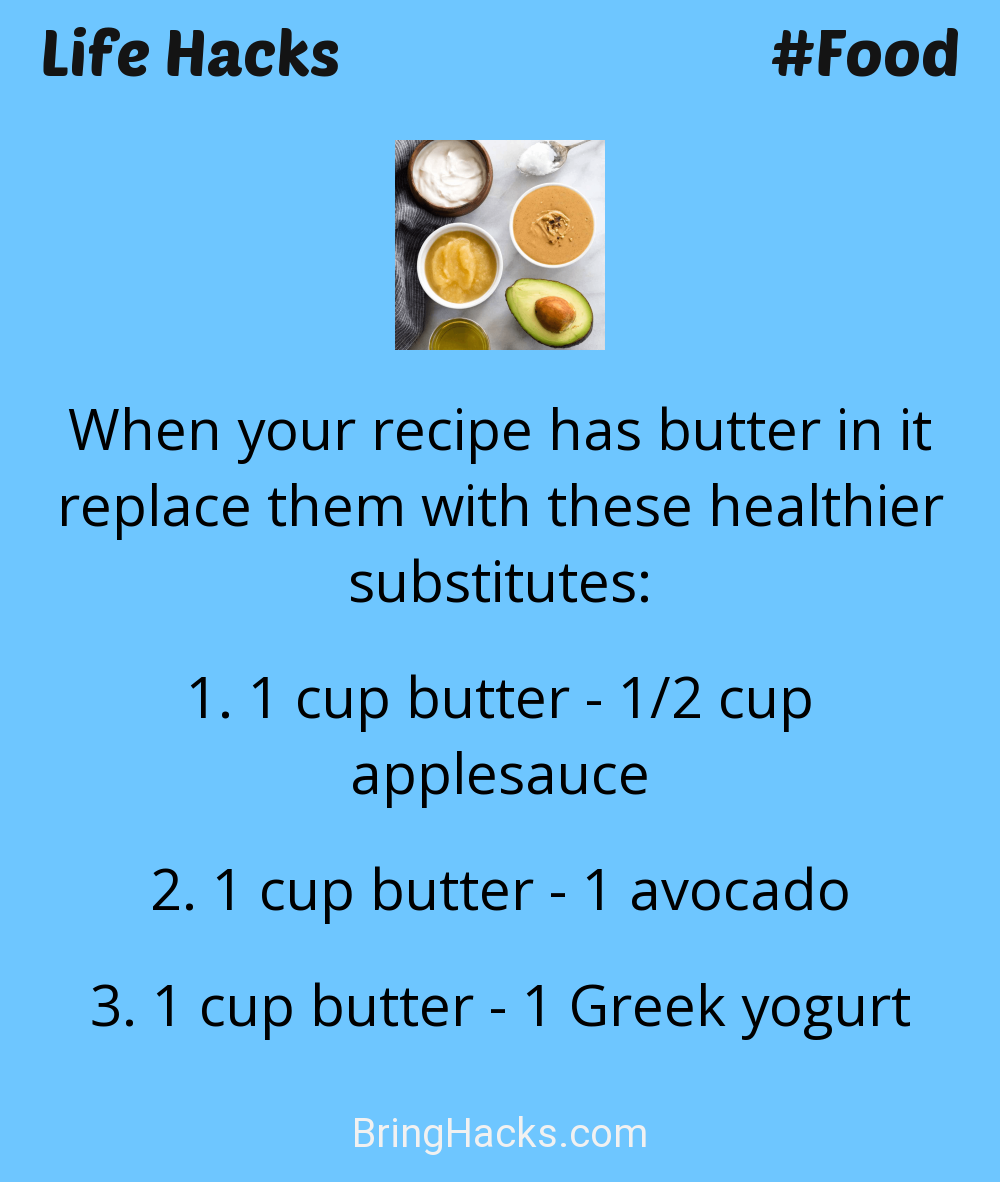 Life Hacks #Food
When your recipe has butter in it
replace them with these healthier
substitutes:
1. 1 cup butter - 1/2 cup
applesauce
2. 1 cup butter - 1 avocado
3. 1 cup butter - 1 Greek yogurt
BringHacks.com